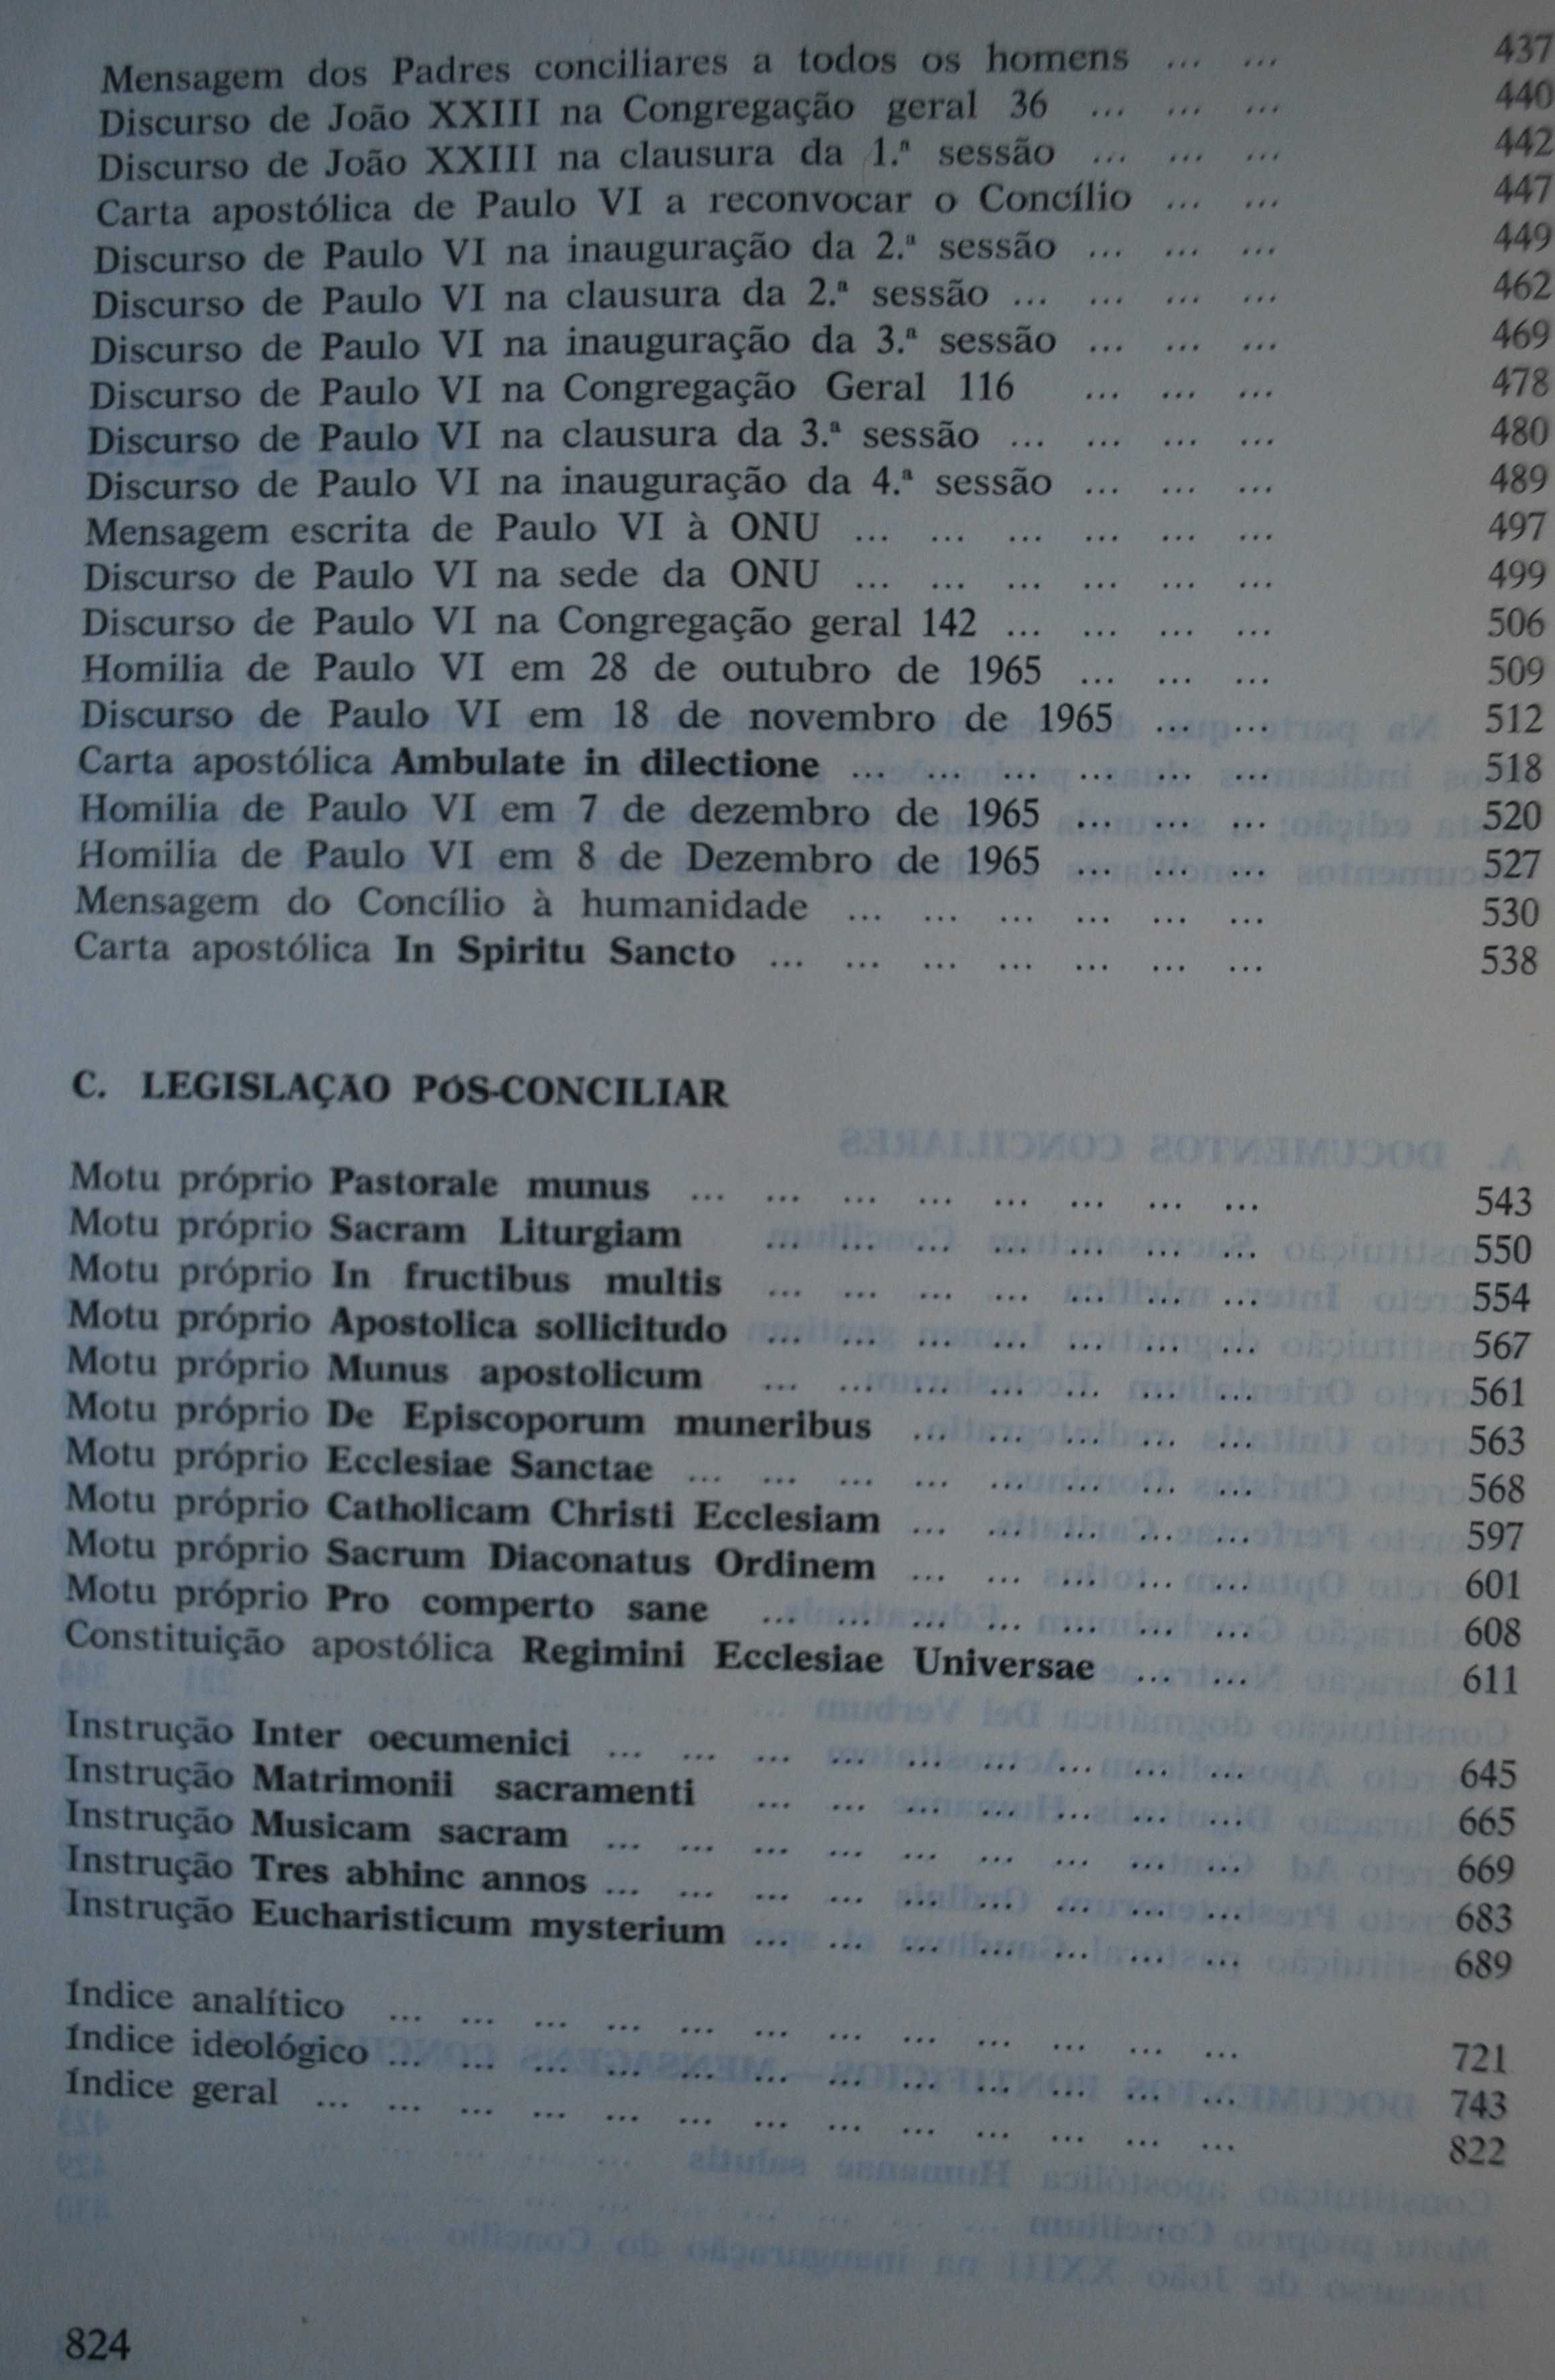 Mensagem dos Padres conciliares a todos os homens ... ... 437
Discurso de João XXIII na Congregação geral 36 ... ... ... 440
Discurso de João XXIII na clausura da 1.ª sessão ... ... ... 442
Carta apostólica de Paulo VI a reconvocar o Concílio ... ... 447
Discurso de Paulo VI na inauguração da 2.ª sessão ... ... ... 449
Discurso de Paulo VI na clausura da 2.ª sessão ... ... ... ... 462
Discurso de Paulo VI na inauguração da 3.ª sessão ... ... ... 469
Discurso de Paulo VI na Congregação Geral 116 ... ... ... 478
Discurso de Paulo VI na clausura da 3.ª sessão ... ... ... ... 480
Discurso de Paulo VI na inauguração da 4.ª sessão ... ... ... 489
Mensagem escrita de Paulo VI à ONU ... ... ... ... ... ... 497
Discurso de Paulo VI na sede da ONU ... ... ... ... ... ... 499
Discurso de Paulo VI na Congregação geral 142 ... ... ... ... 506
Homilia de Paulo VI em 28 de outubro de 1965 ... ... ... 509
Discurso de Paulo VI em 18 de novembro de 1965 ... ... 512
Carta apostólica Ambulate in dilectione ... ... ... ... ... ... 518
Homilia de Paulo VI em 7 de dezembro de 1965 ... ... ... 520
Homilia de Paulo VI em 8 de Dezembro de 1965 ... ... ... 527
Mensagem do Concílio à humanidade ... ... ... ... ... ... 530
Carta apostólica In Spiritu Sancto ... ... ... ... ... ... ... 538
C. LEGISLAÇÃO PÓS-CONCILIAR
Motu próprio Pastorale munus ... ... ... ... ... ... ... ... 543
Motu próprio Sacram Liturgiam ... ... ... ... ... ... ... 550
Motu próprio In fructibus multis ... ... ... ... ... ... ... 554
Motu próprio Apostolica sollicitudo ... ... ... ... ... ... ... 567
Motu próprio Munus apostolicum ... ... ... ... ... ... ... 561
Motu próprio De Episcoporum muneribus ... ... ... ... ... 563
Motu próprio Ecclesiae Sanctae ... ... ... ... ... ... ... ... 568
Motu próprio Catholicam Christi Ecclesiam ... ... ... ... ... 597
Motu próprio Sacrum Diaconatus Ordinem ... ... ... ... ... 601
Motu próprio Pro comperto sane ... ... ... ... ... ... ... 608
Constituição apostólica Regimini Ecclesiae Universae ... ... 611
Instrução Inter oecumenici ... ... ... ... ... ... ... ... ... 645
Instrução Matrimonii sacramenti ... ... ... ... ... ... ... 665
Instrução Musicam sacram ... ... ... ... ... ... ... ... ... 669
Instrução Tres abhinc annos ... ... ... ... ... ... ... ... ... 683
Instrução Eucharisticum mysterium ... ... ... ... ... ... ... 689
Índice analítico ... ... ... ... ... ... ... ... ... ... ... ... 721
Índice ideológico ... ... ... ... ... ... ... ... ... ... ... ... 743
Índice geral ... ... ... ... ... ... ... ... ... ... ... ... ... 822
824